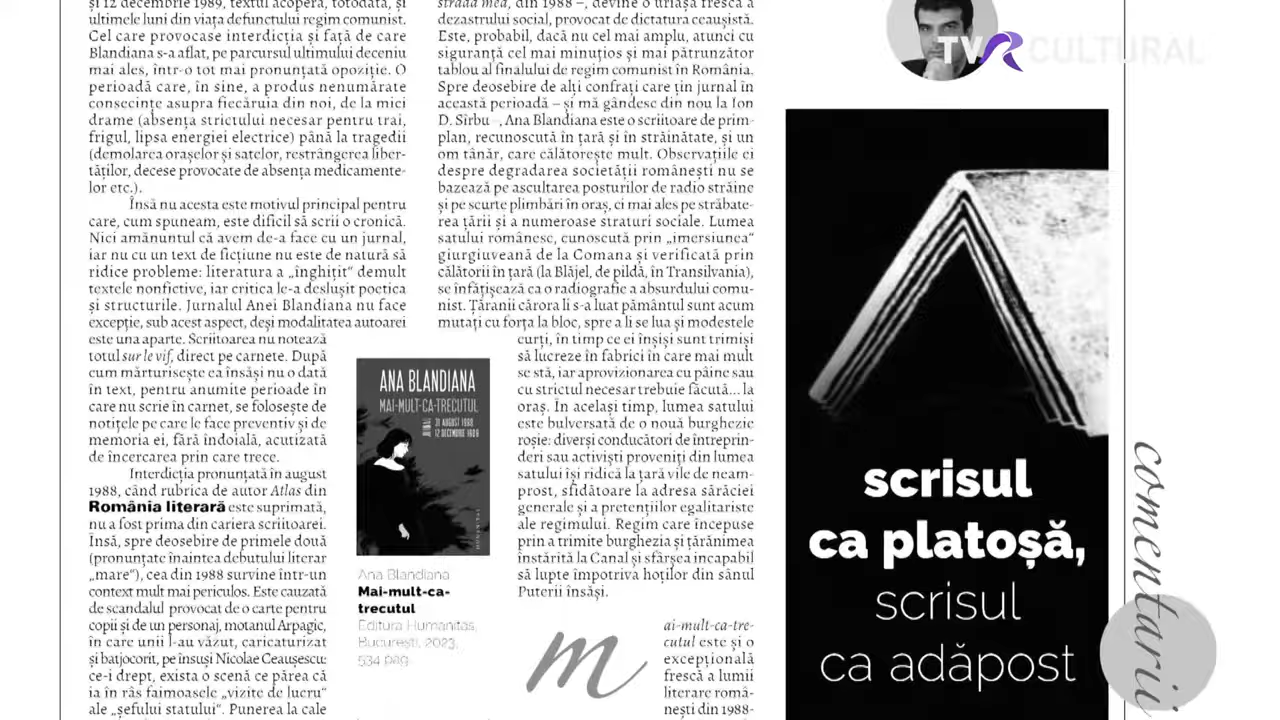 și 12 decembrie 1989, textul acoperă, totodată, și
ultimele luni din viața defunctului regim comunist.
Cel care provocase interdicția și față de care
Blandiana s-a aflat, pe parcursul ultimului deceniu
mai ales, într-o tot mai pronunțată opoziție. O
perioadă care, în sine, a produs nenumărate
consecințe asupra fiecăruia din noi, de la mici
drame (absența strictului necesar pentru trai,
frigul, lipsa energiei electrice) până la tragedii
(demolarea orașelor și satelor, restrângerea liber-
tăților, decese provocate de absența medicamente-
lor etc.).
Însă nu acesta este motivul principal pentru
care, cum spuneam, este dificil să scrii o cronică.
Nici amănuntul că avem de-a face cu un jurnal,
iar nu cu un text de ficțiune nu este de natură să
ridice probleme: literatura a „înghițit“ demult
textele nonfictive, iar critica le-a deslușit poetica
și structurile. Jurnalul Anei Blandiana nu face
excepție, sub acest aspect, deși modalitatea autoarei
este una aparte. Scriitoarea nu notează
totul sur le vif, direct pe carnete. După
cum mărturisește ea însăși nu o dată
în text, pentru anumite perioade în
care nu scrie în carnet, se folosește de
notițele pe care le face preventiv și de
memoria ei, fără îndoială, acutizată
de încercarea prin care trece.
Interdicția pronunțată în august
1988, când rubrica de autor Atlas din
România literară este suprimată,
nu a fost prima din cariera scriitoarei.
Însă, spre deosebire de primele două
(pronunțate înaintea debutului literar
„mare“), cea din 1988 survine într-un
context mult mai periculos. Este cauzată
de scandalul provocat de o carte pentru
copii și de un personaj, motanul Arpagic,
în care unii l-au văzut, caricaturizat
și batjocorit, pe însuși Nicolae Ceaușescu:
ce-i drept, exista o scenă ce părea că
ia în râs faimoasele „vizite de lucru“
ale „șefului statului“. Punerea la cale
ANA BLANDIANA
MAI-MULT-CA-TRECUTUL
31 AUGUST 1988
12 DECEMBRIE 1989
HUMANITAS
Ana Blandiana
Mai-mult-ca-
trecutul
Editura Humanitas,
București, 2023,
534 pag.
strada mea, din 1988 –, devine o uriașă frescă a
dezastrului social, provocat de dictatura ceaușistă.
Este, probabil, dacă nu cel mai amplu, atunci cu
siguranță cel mai minuțios și mai pătrunzător
tablou al finalului de regim comunist în România.
Spre deosebire de alți confrați care țin jurnal în
această perioadă – și mă gândesc din nou la Ion
D. Sîrbu –, Ana Blandiana este o scriitoare de prim-
plan, recunoscută în țară și în străinătate, și un
om tânăr, care călătorește mult. Observațiile ei
despre degradarea societății românești nu se
bazează pe ascultarea posturilor de radio străine
și pe scurte plimbări în oraș, ci mai ales pe străbate-
rea țării și a numeroase straturi sociale. Lumea
satului românesc, cunoscută prin „imersiunea“
giurgiuveană de la Comana și verificată prin
călătorii în țară (la Blăjel, de pildă, în Transilvania),
se înfățișează ca o radiografie a absurdului comu-
nist. Țăranii cărora li s-a luat pământul sunt acum
mutați cu forța la bloc, spre a li se lua și modestele
curți, în timp ce ei înșiși sunt trimiși
să lucreze în fabrici în care mai mult
se stă, iar aprovizionarea cu pâine sau
cu strictul necesar trebuie făcută... la
oraș. În același timp, lumea satului
este bulversată de o nouă burghezie
roșie: diverși conducători de întreprin-
deri sau activiști proveniți din lumea
satului își ridică la țară vile de neam-
prost, sfidătoare la adresa sărăciei
generale și a pretențiilor egalitariste
ale regimului. Regim care începuse
prin a trimite burghezia și țărănimea
înstărită la Canal și sfârșea incapabil
să lupte împotriva hoților din sânul
Puterii însăși.
m
ai-mult-ca-tre-
cutul este și o
excepțională
frescă a lumii
literare româ-
nești din 1988-
TVR CULTURAL
scrisul
ca platoșă,
scrisul
ca adăpost
comentarii